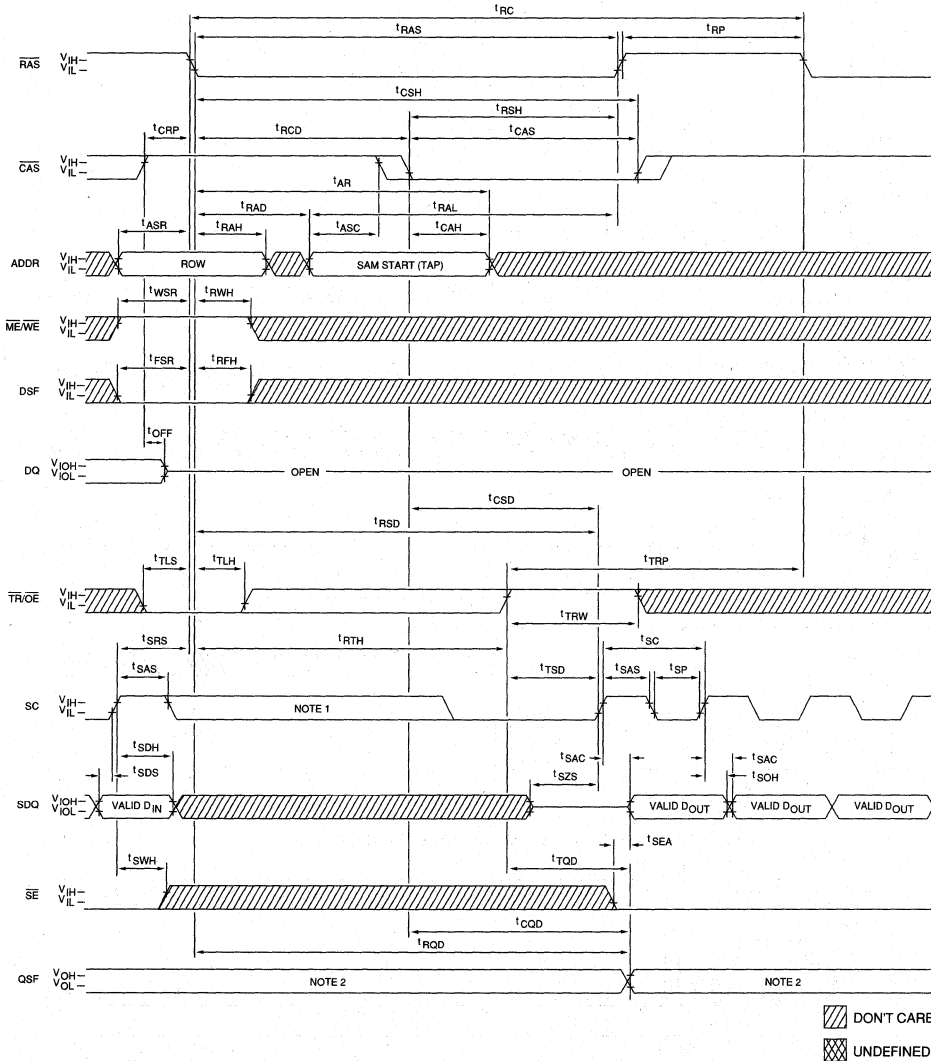 tRC
tRAS
tRP
RAS VIH VIL
tCSH
tRSH
tCRP tRCD tCAS
CAS VIH VIL
tAR
tRAD tRAL
tASR tRAH tASC tCAH
ADDR VIH VIL ROW SAM START (TAP)
tWSR tRWH
ME/WE VIH VIL
tFSR tRFH
DSF VIH VIL
tOFF
DQ VIOH VIOL OPEN OPEN
tCSD
tRSD
tTRP
tTLS tTLH
TR/OE VIH VIL
tTRW
tSRS tRTH tSC
tSAS tTSD tSAS tSP
SC VIH VIL NOTE 1
tSDH tSAC tSAC
tSDS tSZS tSOH
SDQ VIOH VIOL VALID DIN VALID DOUT VALID DOUT VALID DOUT
tSEA
tSWH tTQD
SE VIH VIL
tCQD
tRQD
QSF VOH VOL NOTE 2 NOTE 2
DON'T CARE
UNDEFINED